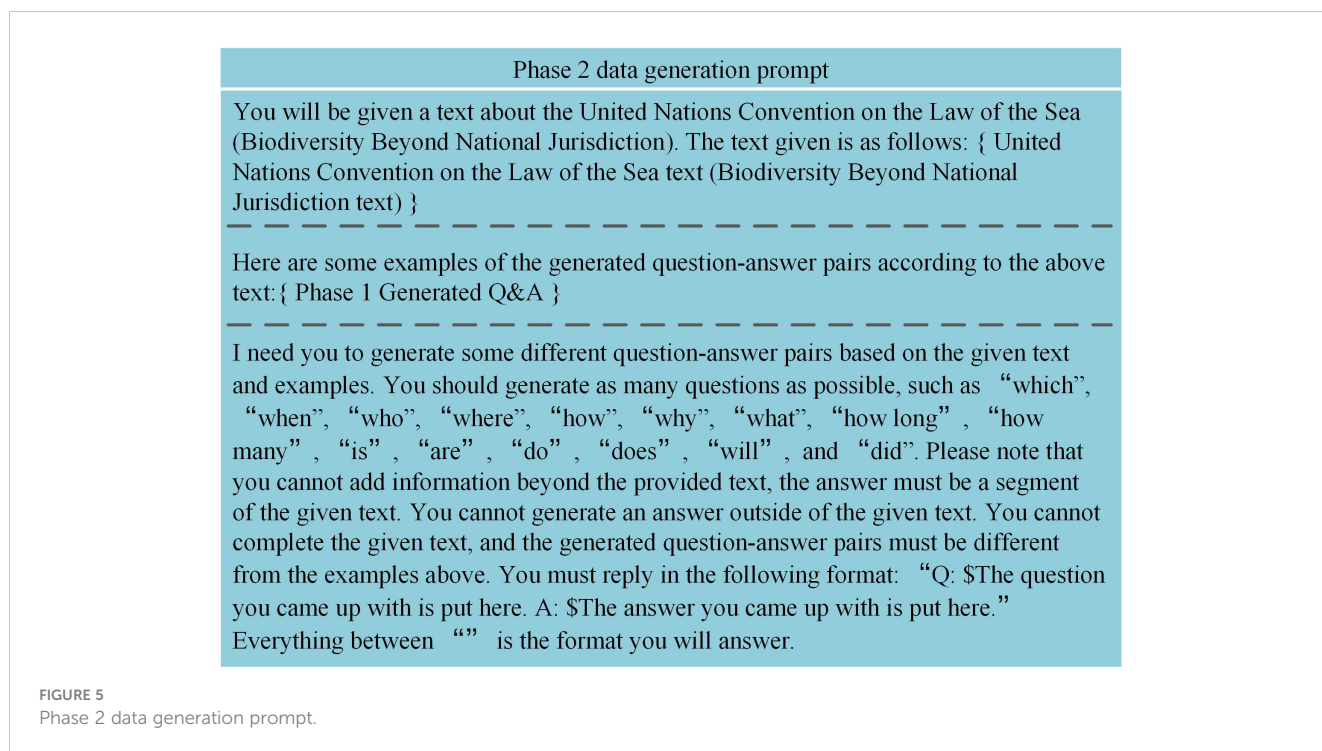 Phase 2 data generation prompt
You will be given a text about the United Nations Convention on the Law of the Sea
(Biodiversity Beyond National Jurisdiction). The text given is as follows: { United
Nations Convention on the Law of the Sea text (Biodiversity Beyond National
Jurisdiction text) }
Here are some examples of the generated question-answer pairs according to the above
text:{ Phase 1 Generated Q&A }
I need you to generate some different question-answer pairs based on the given text
and examples. You should generate as many questions as possible, such as “which”,
“when”, “who”, “where”, “how”, “why”, “what”, “how long” , “how
many” , “is” , “are” , “do” , “does” , “will” , and “did”. Please note that
you cannot add information beyond the provided text, the answer must be a segment
of the given text. You cannot generate an answer outside of the given text. You cannot
complete the given text, and the generated question-answer pairs must be different
from the examples above. You must reply in the following format: “Q: $The question
you came up with is put here. A: $The answer you came up with is put here.”
Everything between “” is the format you will answer.
FIGURE 5
Phase 2 data generation prompt.